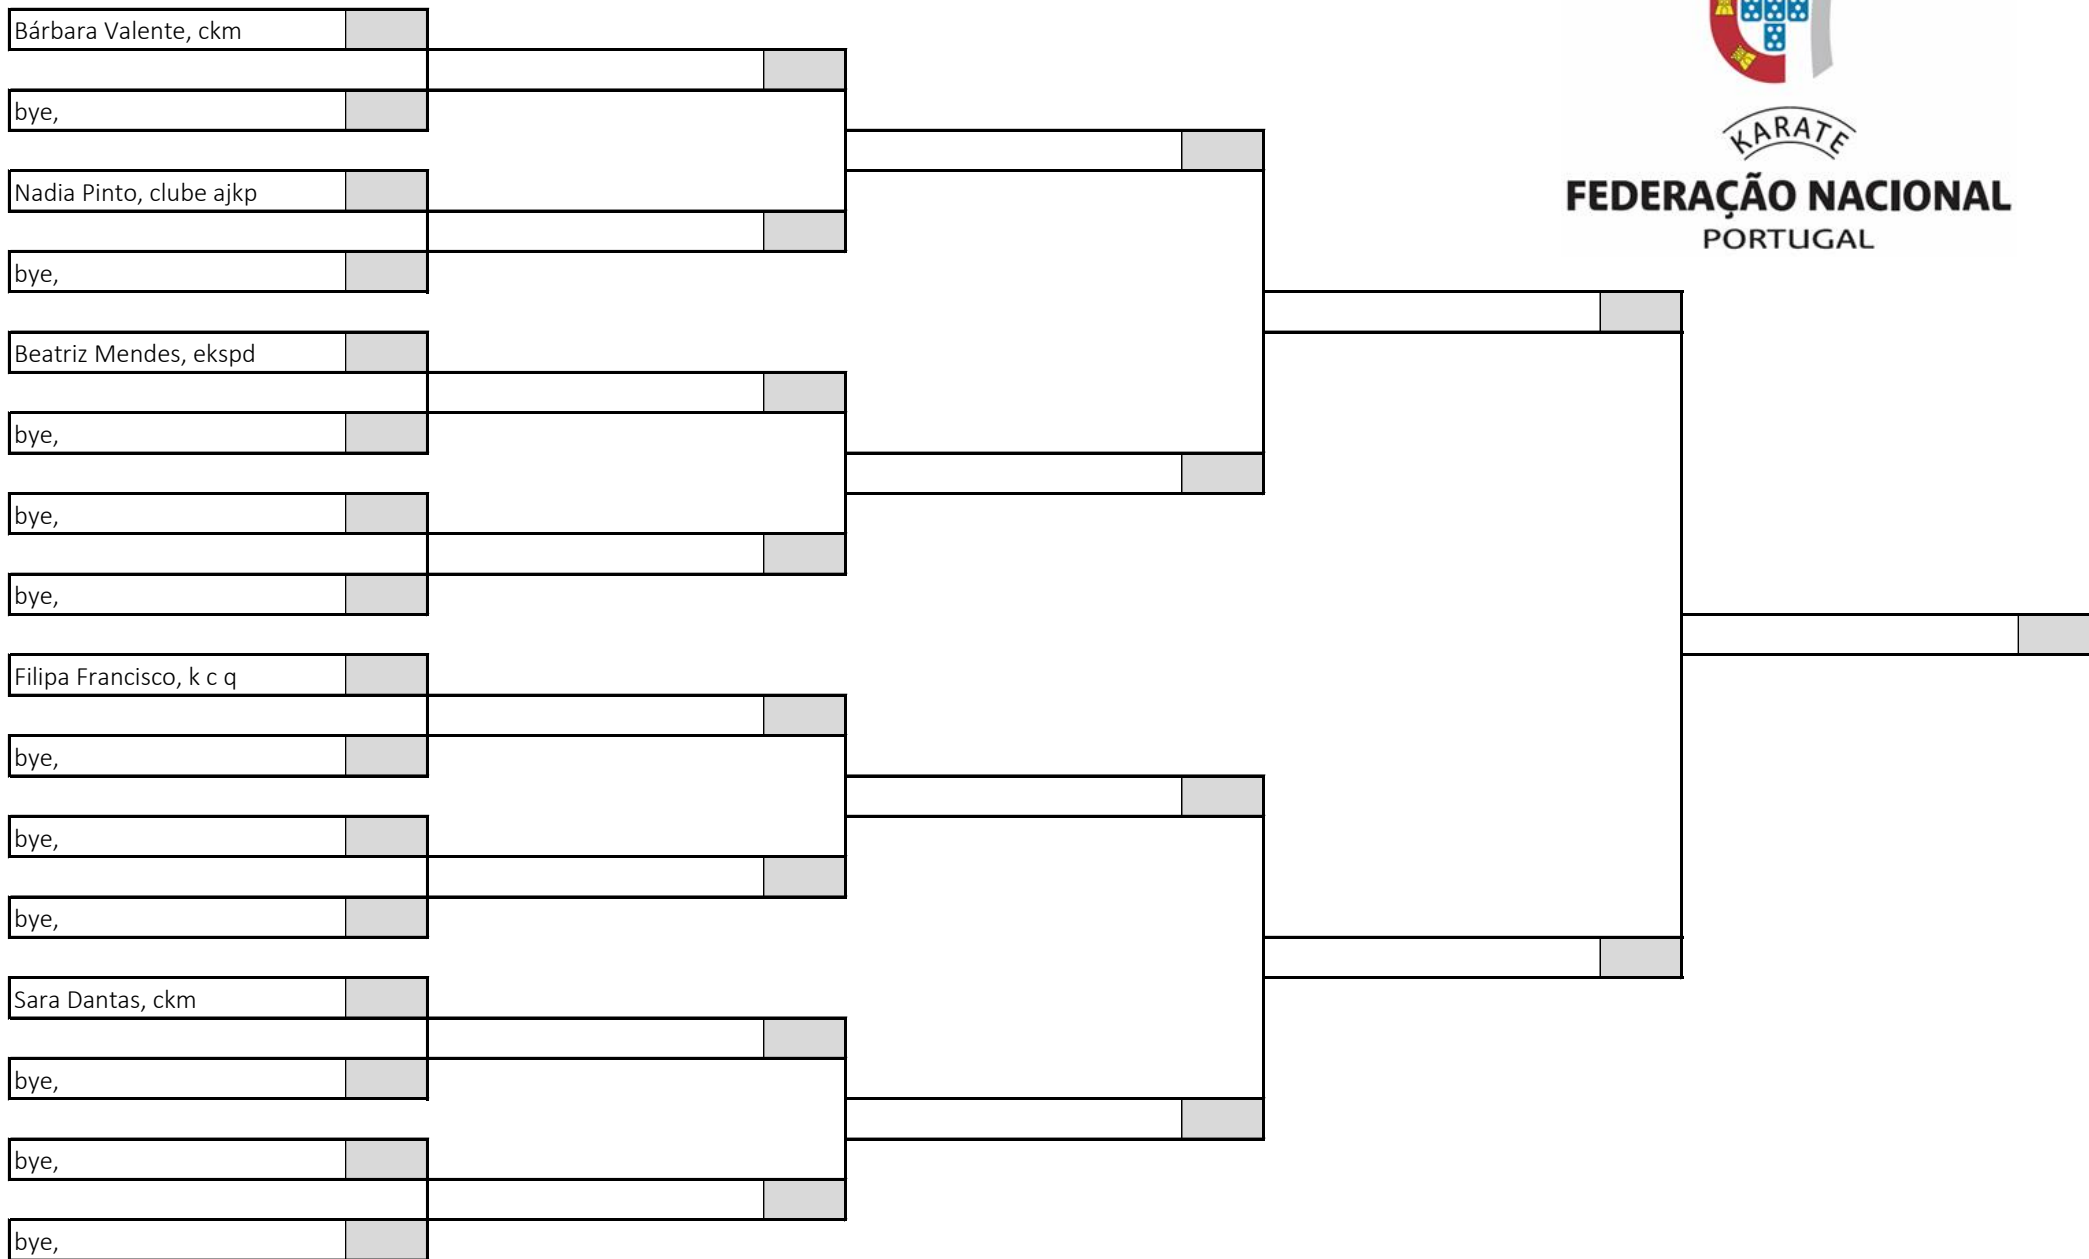 Bárbara Valente, ckm
bye,
Nadia Pinto, clube ajkp
bye,
Beatriz Mendes, ekspd
bye,
bye,
bye,
Filipa Francisco, k c q
bye,
bye,
bye,
Sara Dantas, ckm
bye,
bye,
bye,
KARATE
FEDERAÇÃO NACIONAL
PORTUGAL